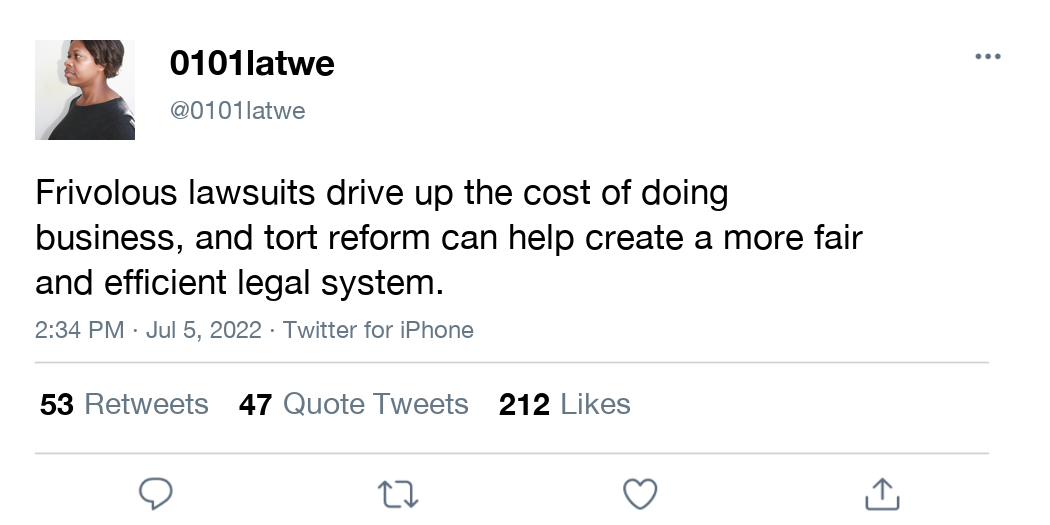 0101latwe
@0101latwe
Frivolous lawsuits drive up the cost of doing
business, and tort reform can help create a more fair
and efficient legal system.
2:34 PM · Jul 5, 2022 · Twitter for iPhone
53 Retweets 47 Quote Tweets 212 Likes